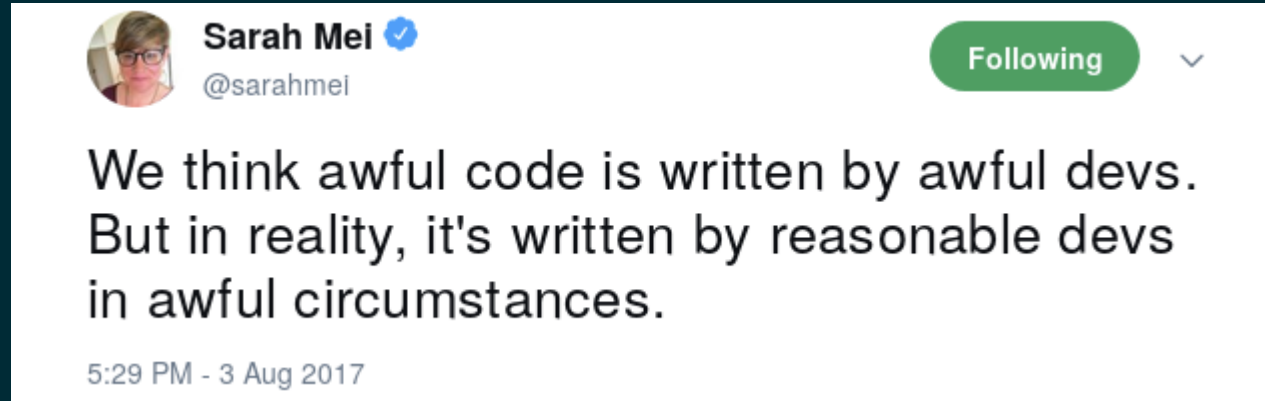 Sarah Mei
@sarahmei
Following
We think awful code is written by awful devs.
But in reality, it's written by reasonable devs
in awful circumstances.
5:29 PM - 3 Aug 2017